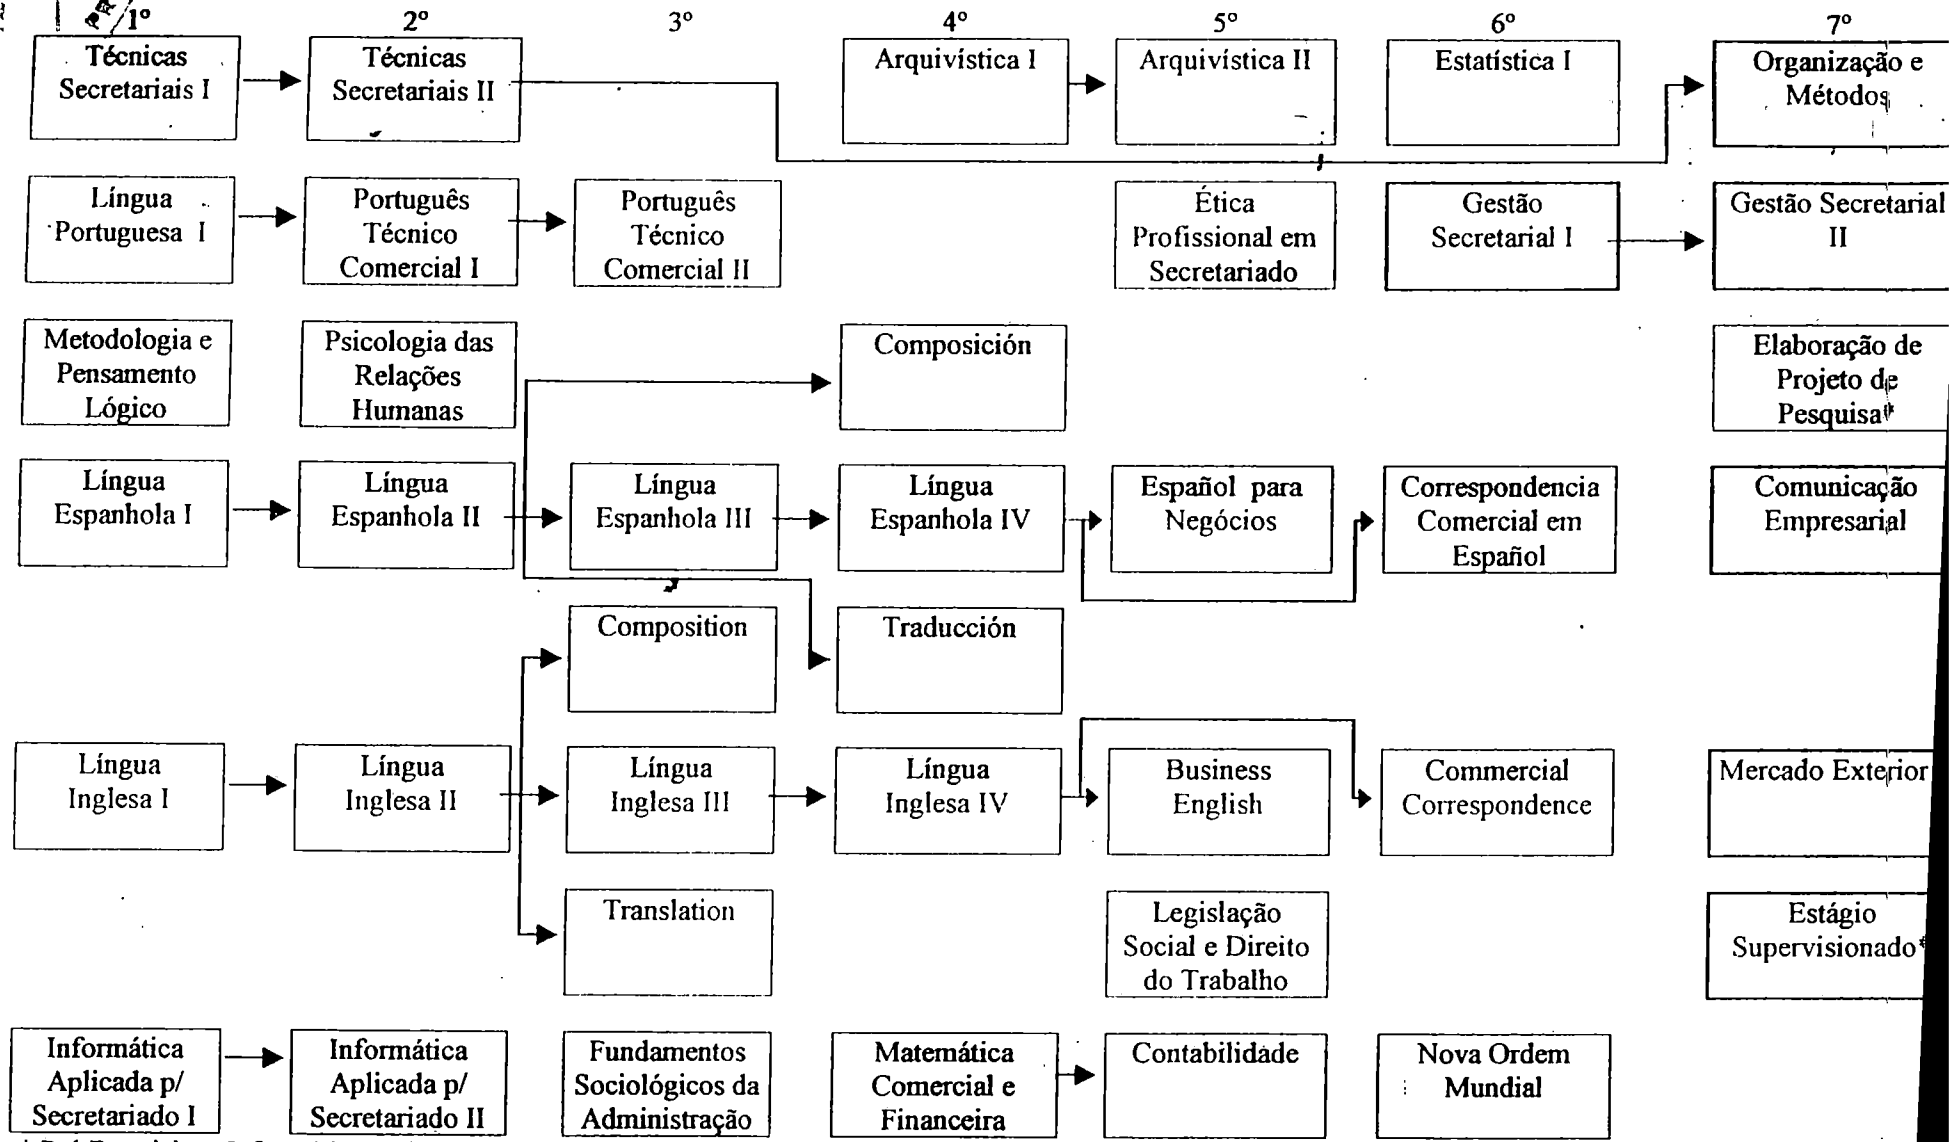 1º
2º
3º
4º
5º
6º
7º
Técnicas
Secretariais I
Técnicas
Secretariais II
Arquivística I
Arquivística II
Estatística I
Organização e
Métodos
Língua
Portuguesa I
Português
Técnico
Comercial I
Português
Técnico
Comercial II
Ética
Profissional em
Secretariado
Gestão
Secretarial I
Gestão Secretarial
II
Metodologia e
Pensamento
Lógico
Psicologia das
Relações
Humanas
Composición
Elaboração de
Projeto de
Pesquisa*
Língua
Espanhola I
Língua
Espanhola II
Língua
Espanhola III
Língua
Espanhola IV
Español para
Negócios
Correspondencia
Comercial em
Español
Comunicação
Empresarial
Composition
Traducción
Língua
Inglesa I
Língua
Inglesa II
Língua
Inglesa III
Língua
Inglesa IV
Business
English
Commercial
Correspondence
Mercado Exterior
Translation
Legislação
Social e Direito
do Trabalho
Estágio
Supervisionado*
Informática
Aplicada p/
Secretariado I
Informática
Aplicada p/
Secretariado II
Fundamentos
Sociológicos da
Administração
Matemática
Comercial e
Financeira
Contabilidade
Nova Ordem
Mundial